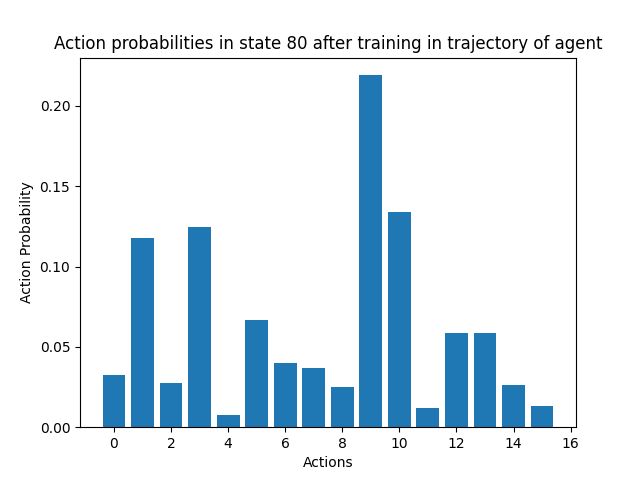 Action probabilities in state 80 after training in trajectory of agent
0.20
0.15
0.10
0.05
0.00
Action Probability
0 2 4 6 8 10 12 14 16
Actions